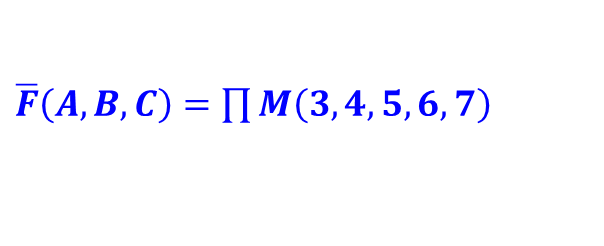 F̅(A, B, C) = ∏ M(3, 4, 5, 6, 7)